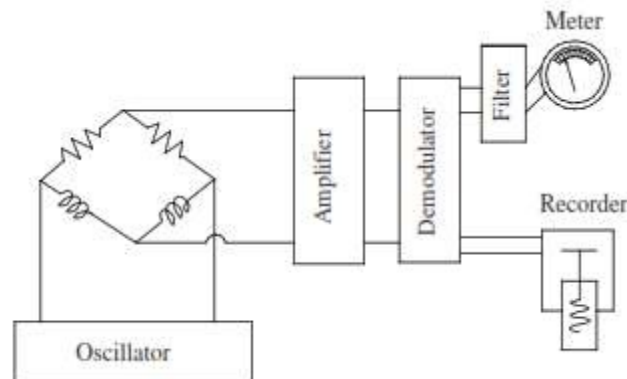 Meter
Filter
Amplifier
Demodulator
Recorder
Oscillator